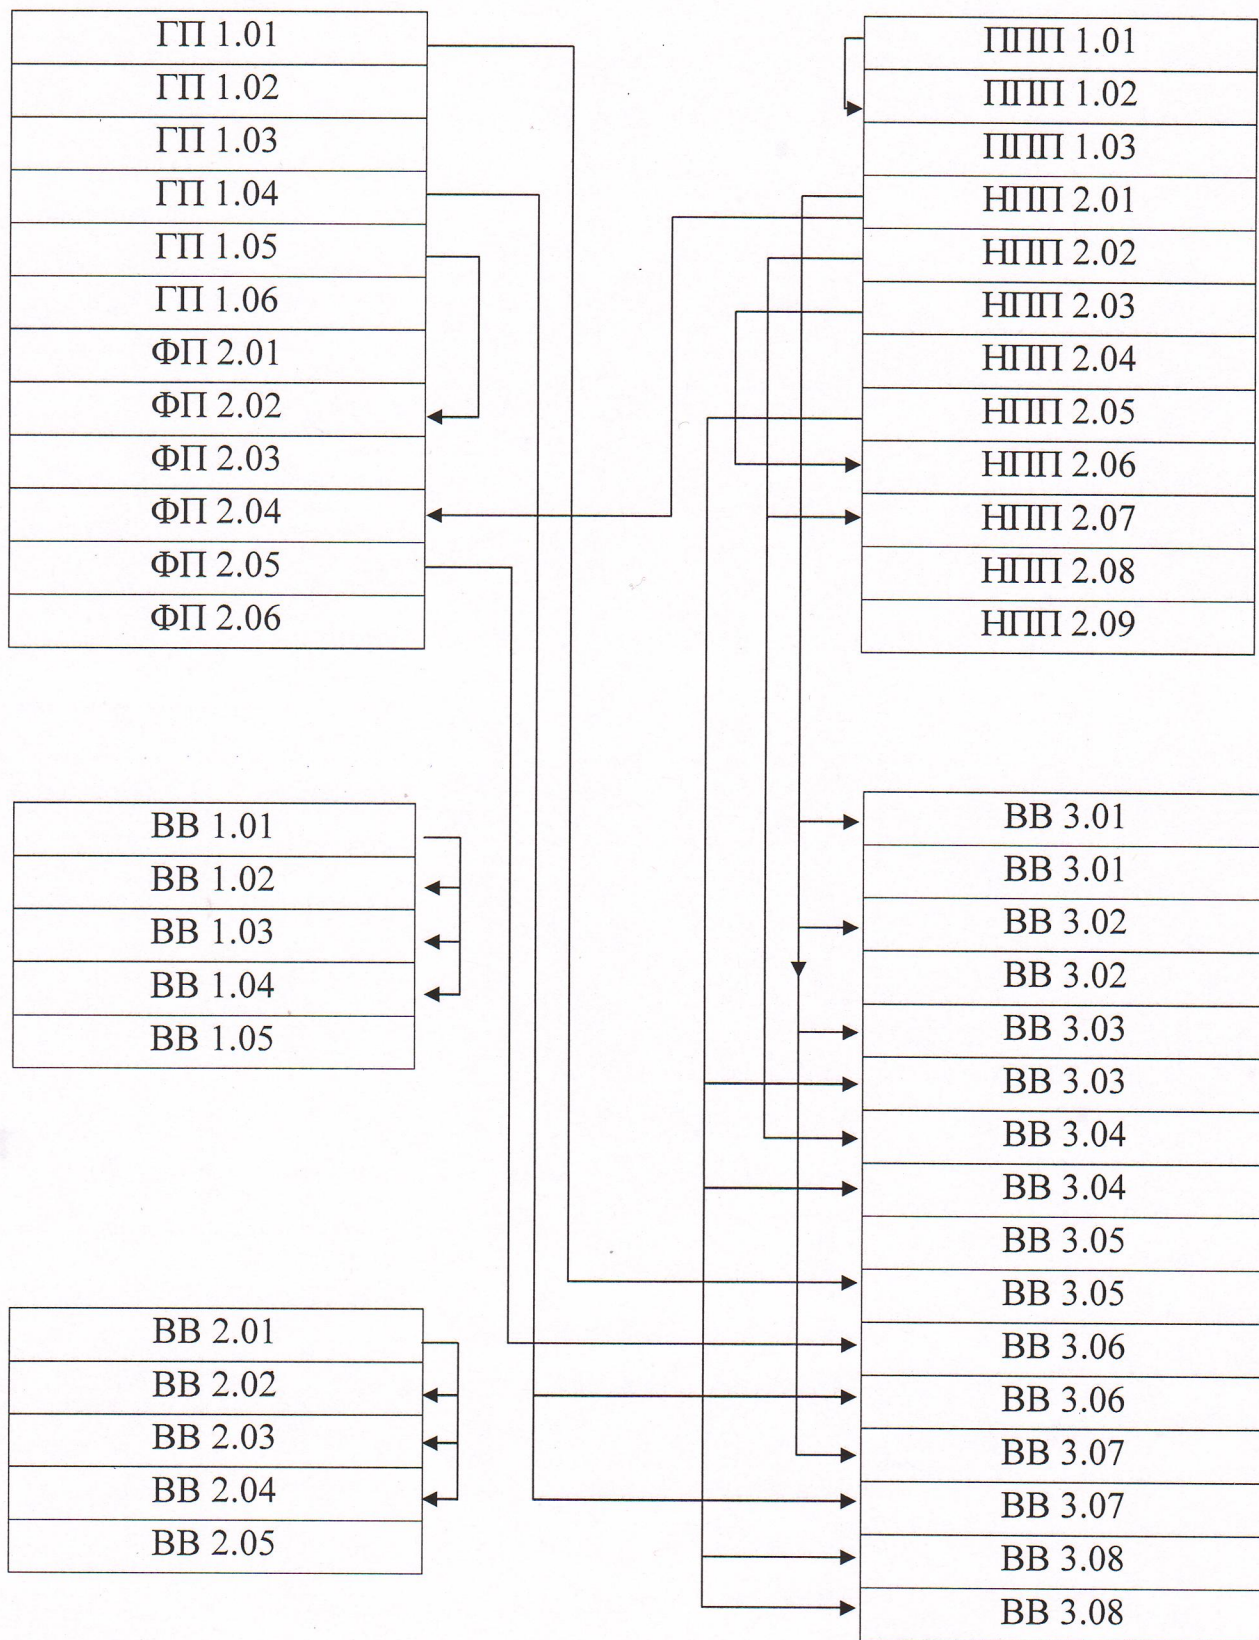 ГП 1.01
ГП 1.02
ГП 1.03
ГП 1.04
ГП 1.05
ГП 1.06
ФП 2.01
ФП 2.02
ФП 2.03
ФП 2.04
ФП 2.05
ФП 2.06
ППП 1.01
ППП 1.02
ППП 1.03
НПП 2.01
НПП 2.02
НПП 2.03
НПП 2.04
НПП 2.05
НПП 2.06
НПП 2.07
НПП 2.08
НПП 2.09
ВВ 1.01
ВВ 1.02
ВВ 1.03
ВВ 1.04
ВВ 1.05
ВВ 2.01
ВВ 2.02
ВВ 2.03
ВВ 2.04
ВВ 2.05
ВВ 3.01
ВВ 3.01
ВВ 3.02
ВВ 3.02
ВВ 3.03
ВВ 3.03
ВВ 3.04
ВВ 3.04
ВВ 3.05
ВВ 3.05
ВВ 3.06
ВВ 3.06
ВВ 3.07
ВВ 3.07
ВВ 3.08
ВВ 3.08